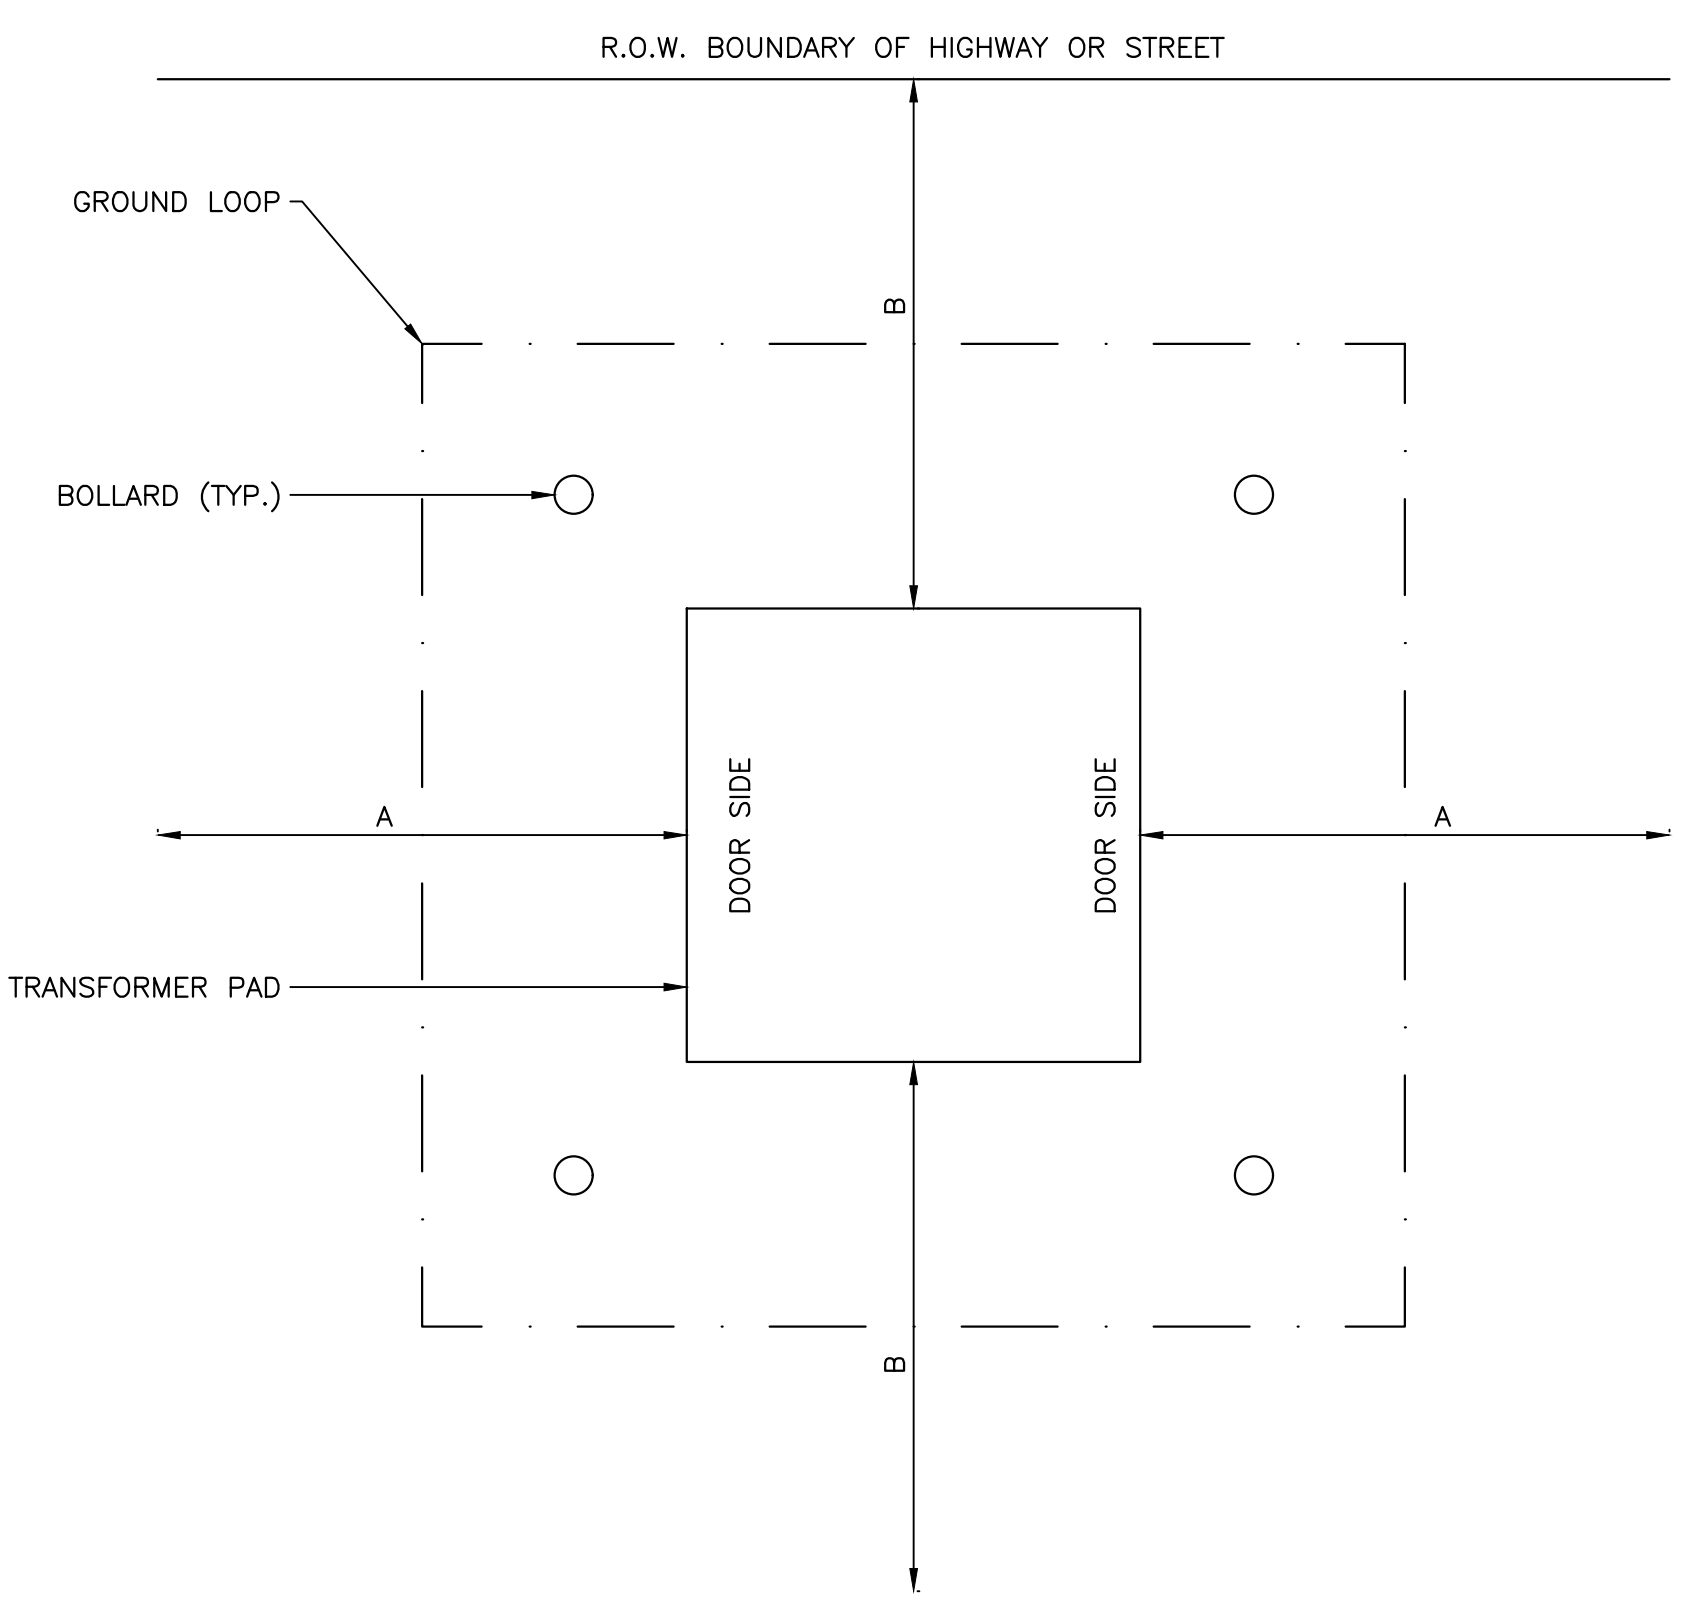 R.O.W. BOUNDARY OF HIGHWAY OR STREET
GROUND LOOP
B
BOLLARD (TYP.)
A
DOOR SIDE
DOOR SIDE
A
TRANSFORMER PAD
B